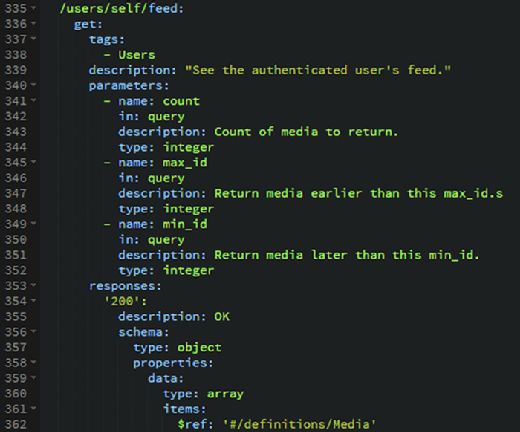 335 /users/self/feed:
336 get:
337 tags:
338 - Users
339 description: "See the authenticated user's feed."
340 parameters:
341 - name: count
342 in: query
343 description: Count of media to return.
344 type: integer
345 - name: max_id
346 in: query
347 description: Return media earlier than this max_id.s
348 type: integer
349 - name: min_id
350 in: query
351 description: Return media later than this min_id.
352 type: integer
353 responses:
354 '200':
355 description: OK
356 schema:
357 type: object
358 properties:
359 data:
360 type: array
361 items:
362 $ref: '#/definitions/Media'